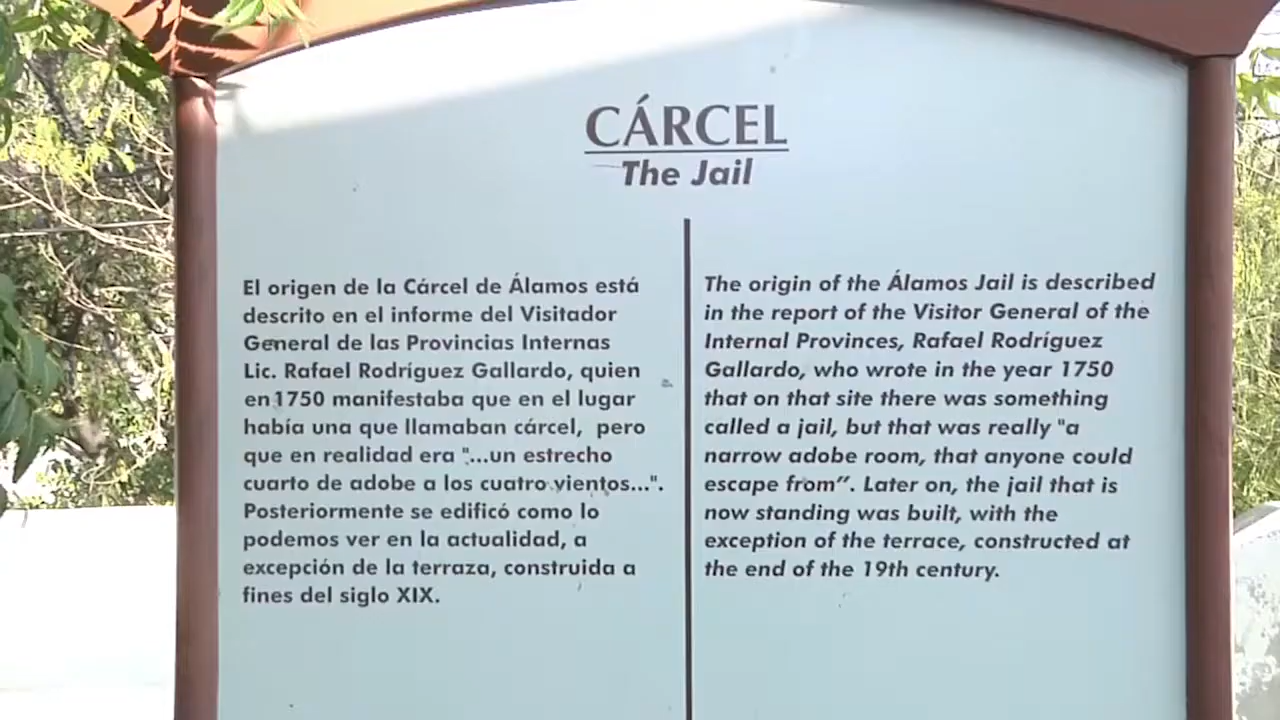 CÁRCEL
The Jail
El origen de la Cárcel de Álamos está
descrito en el informe del Visitador
General de las Provincias Internas
Lic. Rafael Rodríguez Gallardo, quien
en 1750 manifestaba que en el lugar
había una que llamaban cárcel, pero
que en realidad era "...un estrecho
cuarto de adobe a los cuatro vientos...".
Posteriormente se edificó como lo
podemos ver en la actualidad, a
excepción de la terraza, construida a
fines del siglo XIX.
The origin of the Álamos Jail is described
in the report of the Visitor General of the
Internal Provinces, Rafael Rodríguez
Gallardo, who wrote in the year 1750
that on that site there was something
called a jail, but that was really "a
narrow adobe room, that anyone could
escape from”. Later on, the jail that is
now standing was built, with the
exception of the terrace, constructed at
the end of the 19th century.